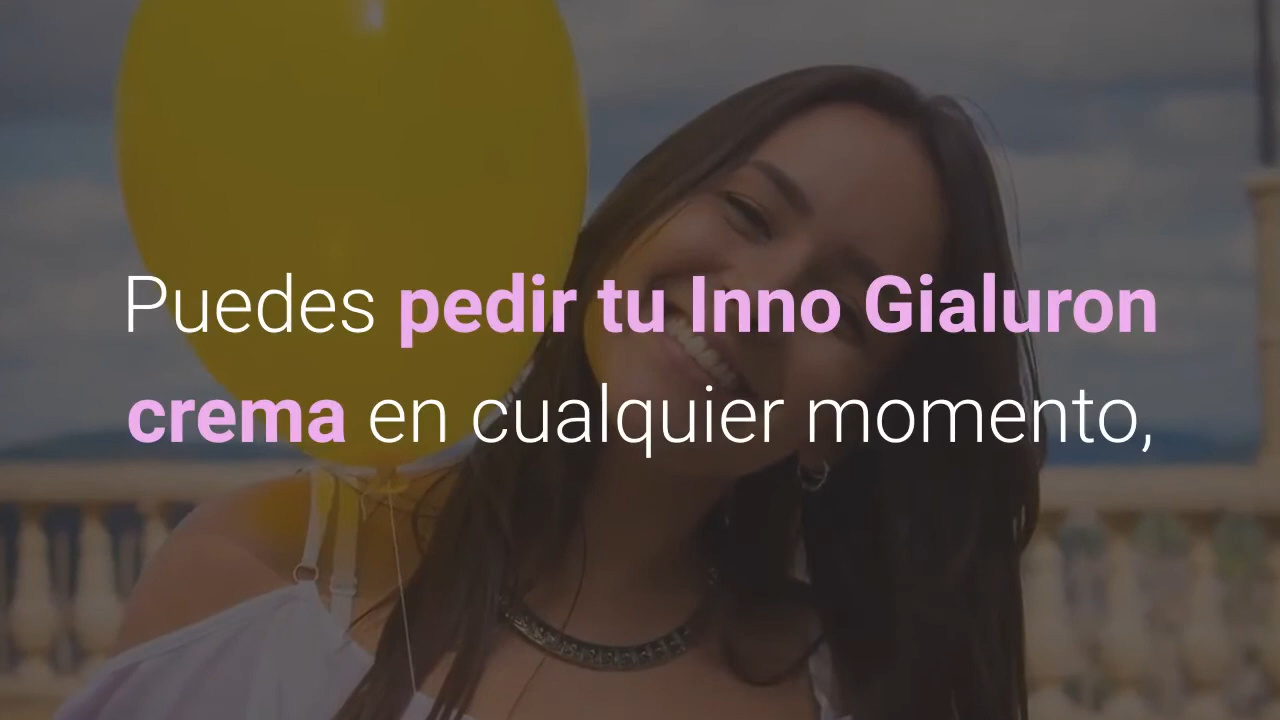 Puedes pedir tu Inno Gialuron
crema en cualquier momento,